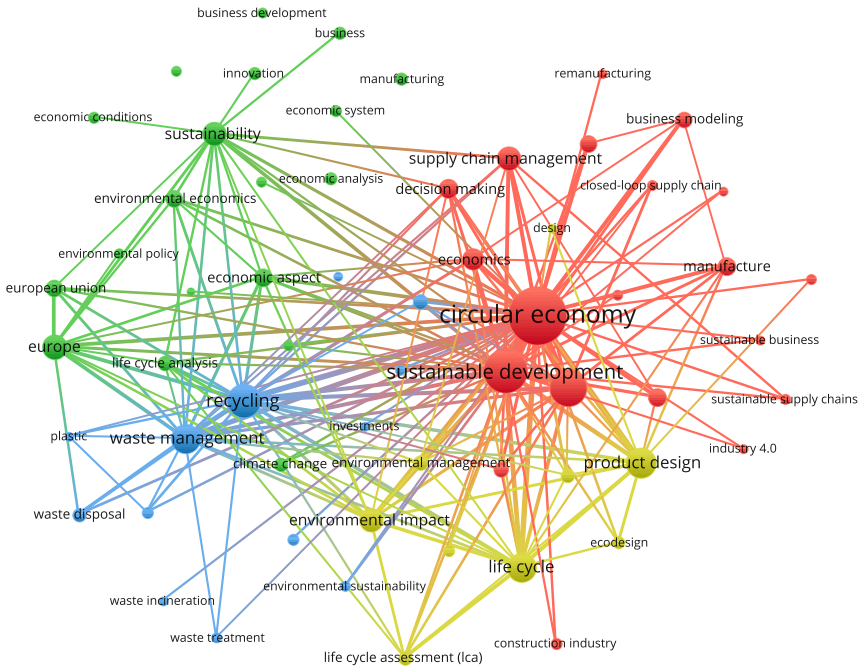 business development
business
innovation
remanufacturing
manufacturing
economic system
economic conditions
business modeling
sustainability
supply chain management
economic analysis
closed-loop supply chain
decision making
environmental economics
design
environmental policy
economics
manufacture
economic aspect
european union
circular economy
sustainable business
europe
life cycle analysis
sustainable development
recycling
sustainable supply chains
investments
plastic
waste management
industry 4.0
climate change
environmental management
product design
waste disposal
environmental impact
ecodesign
life cycle
environmental sustainability
waste incineration
waste treatment
construction industry
life cycle assessment (lca)